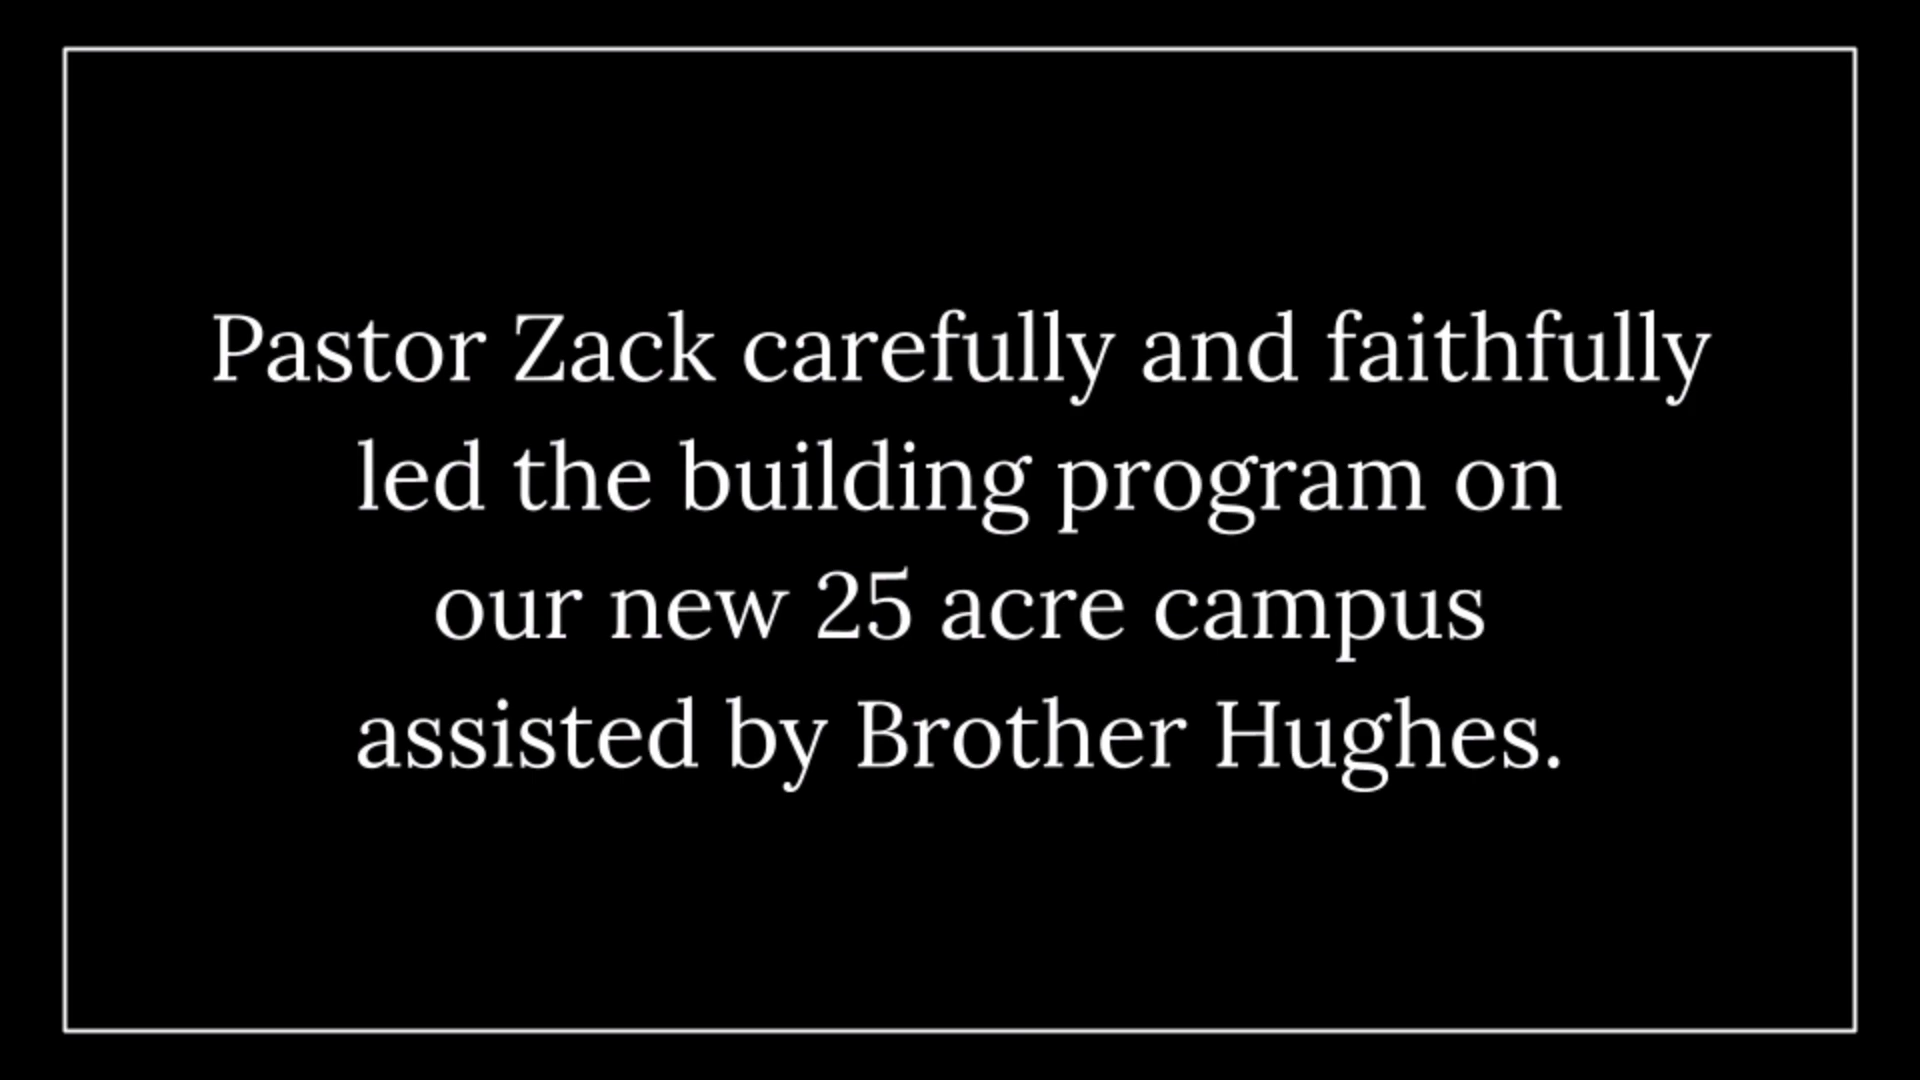 Pastor Zack carefully and faithfully
led the building program on
our new 25 acre campus
assisted by Brother Hughes.